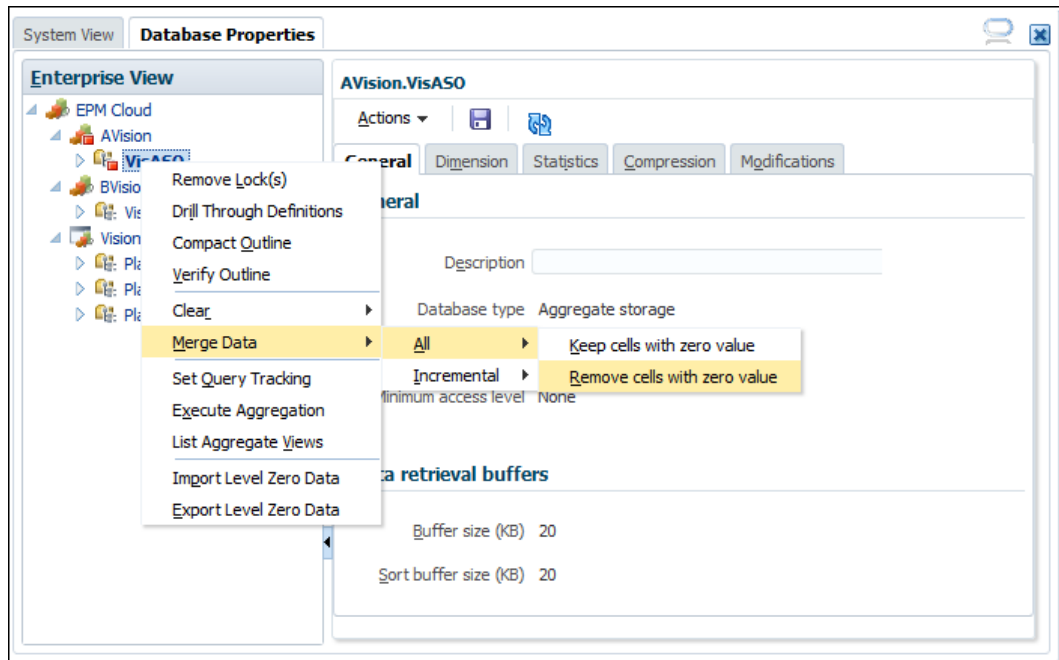 System View
Database Properties
Enterprise View
EPM Cloud
AVision
VisASO
BVisio
Vis
Vision
Pla
Pla
Pla
Remove Lock(s)
Drill Through Definitions
Compact Outline
Verify Outline
Clear
Merge Data
Set Query Tracking
Execute Aggregation
List Aggregate Views
Import Level Zero Data
Export Level Zero Data
All
Incremental
Keep cells with zero value
Remove cells with zero value
AVision.VisASO
Actions
General
Dimension
Statistics
Compression
Modifications
neral
Description
Database type Aggregate storage
Minimum access level None
ta retrieval buffers
Buffer size (KB) 20
Sort buffer size (KB) 20